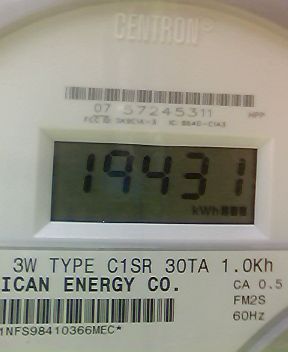 CENTRON®
07 57245311
HPP
19431
kWh
3W TYPE C1SR 30TA 1.0Kh
ICAN ENERGY CO.
CA 0.5
FM2S
60Hz
1NFS98410366MEC*